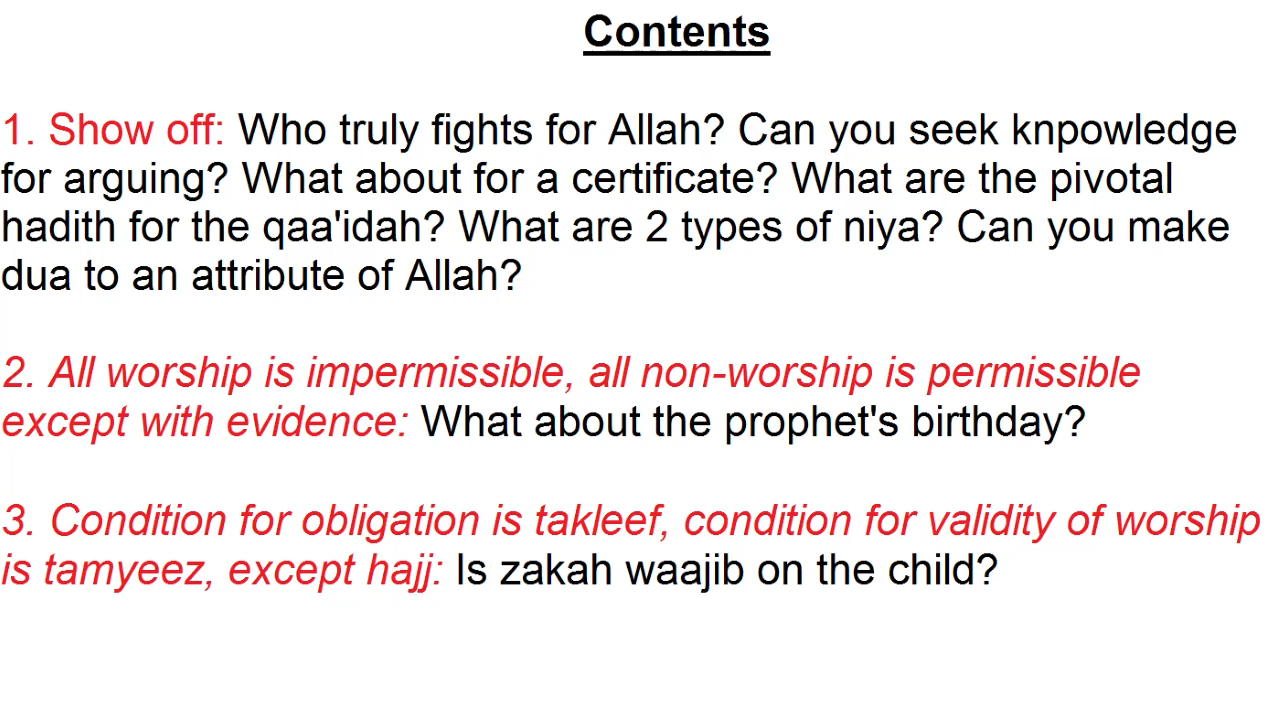 Contents
1. Show off: Who truly fights for Allah? Can you seek knpowledge
for arguing? What about for a certificate? What are the pivotal
hadith for the qaa'idah? What are 2 types of niya? Can you make
dua to an attribute of Allah?
2. All worship is impermissible, all non-worship is permissible
except with evidence: What about the prophet's birthday?
3. Condition for obligation is takleef, condition for validity of worship
is tamyeez, except hajj: Is zakah waajib on the child?